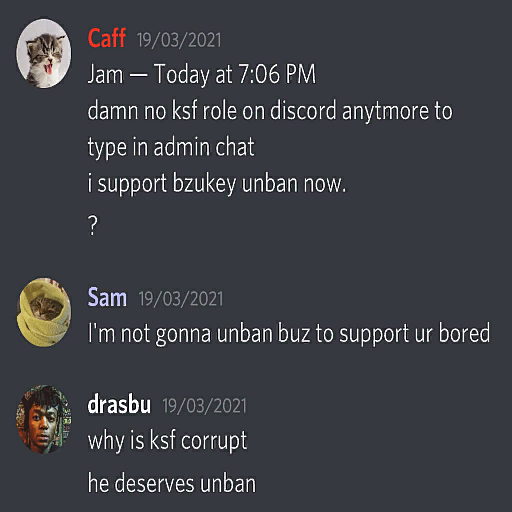 Caff 19/03/2021
Jam — Today at 7:06 PM
damn no ksf role on discord anytmore to
type in admin chat
i support bzukey unban now.
?
Sam 19/03/2021
I'm not gonna unban buz to support ur bored
drasbu 19/03/2021
why is ksf corrupt
he deserves unban